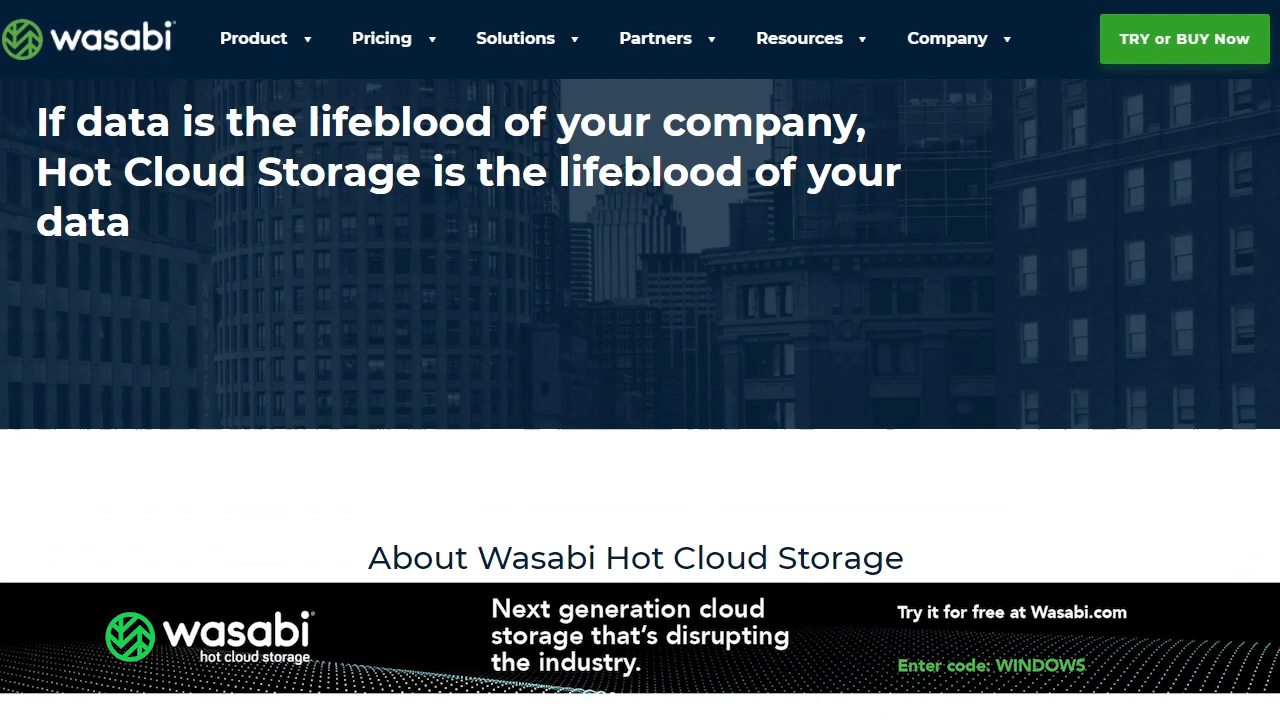 wasabi
Product
Pricing
Solutions
Partners
Resources
Company
TRY or BUY Now
If data is the lifeblood of your company,
Hot Cloud Storage is the lifeblood of your
data
About Wasabi Hot Cloud Storage
wasabi
hot cloud storage
Next generation cloud
storage that's disrupting
the industry.
Try it for free at Wasabi.com
Enter code: WINDOWS